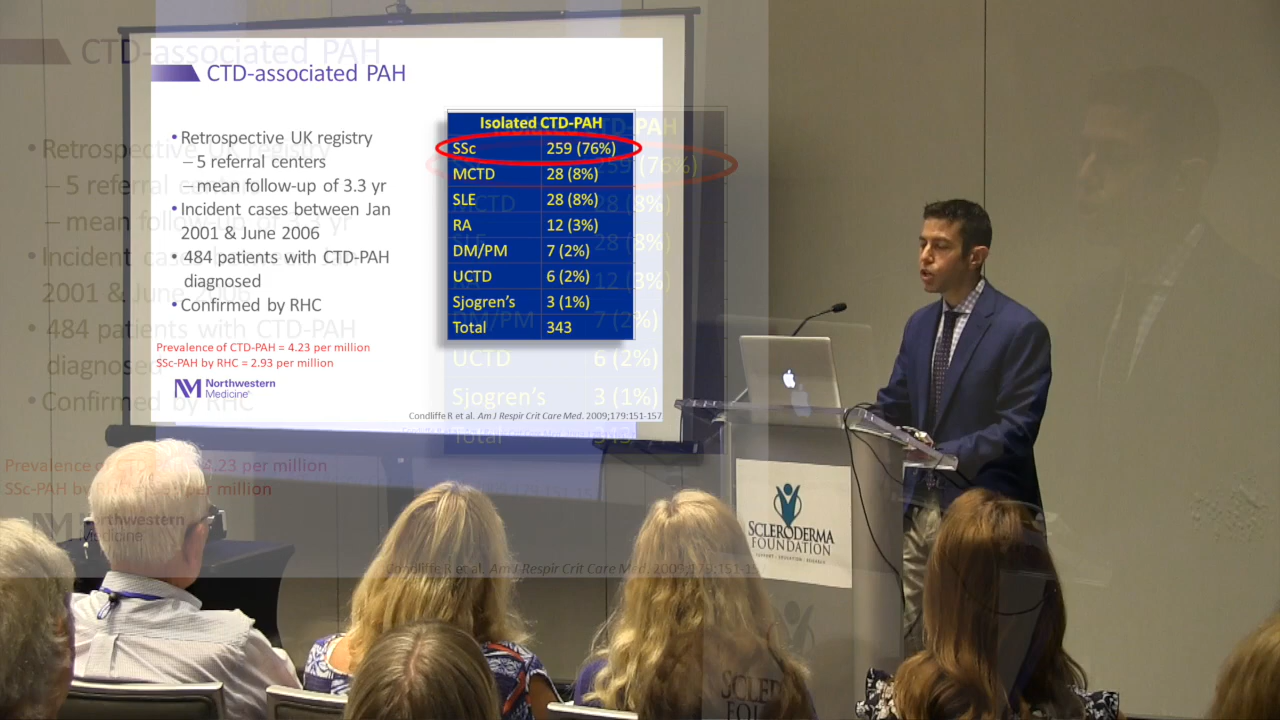 CTD-associated PAH
• Retrospective UK registry
– 5 referral centers
– mean follow-up of 3.3 yr
• Incident cases between Jan
2001 & June 2006
• 484 patients with CTD-PAH
diagnosed
• Confirmed by RHC
Prevalence of CTD-PAH = 4.23 per million
SSc-PAH by RHC = 2.93 per million
Northwestern
Medicine
Isolated CTD-PAH
SSc 259 (76%)
MCTD 28 (8%)
SLE 28 (8%)
RA 12 (3%)
DM/PM 7 (2%)
UCTD 6 (2%)
Sjogren's 3 (1%)
Total 343
Condliffe R et al. Am J Respir Crit Care Med. 2009;179:151-157
SCLERODERMA
FOUNDATION
SUPPORT · EDUCATION · RESEARCH